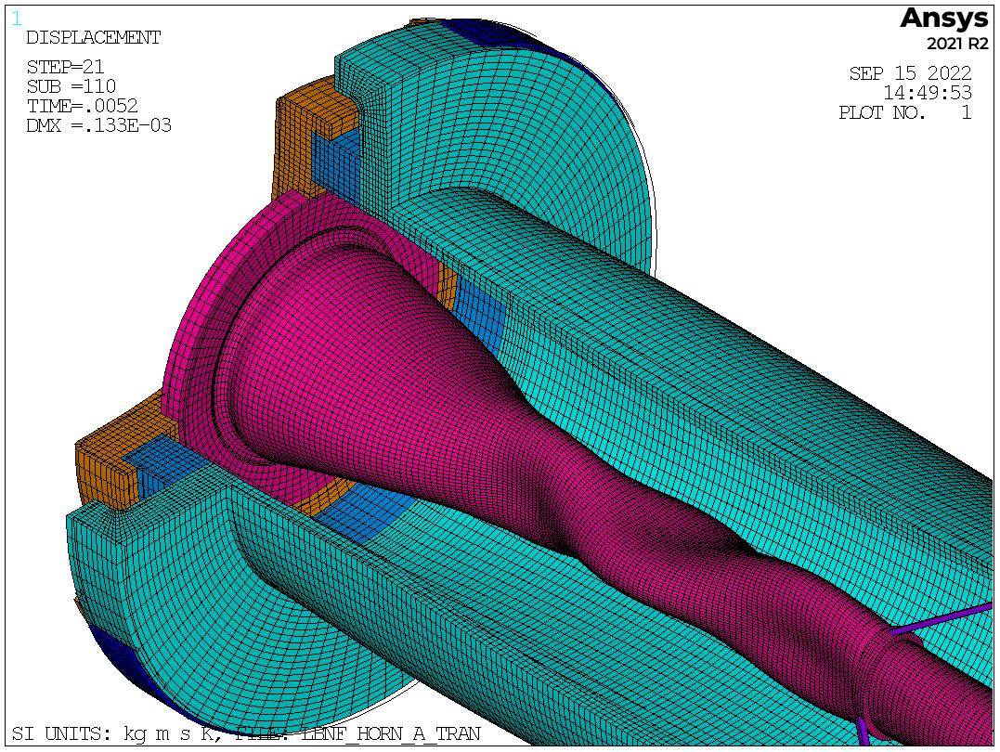 1
DISPLACEMENT
STEP=21
SUB =110
TIME=.0052
DMX =.133E-03
Ansys
2021 R2
SEP 15 2022
14:49:53
PLOT NO. 1
SI UNITS: kg m s K, FILE: LBNF_HORN_A_TRAN